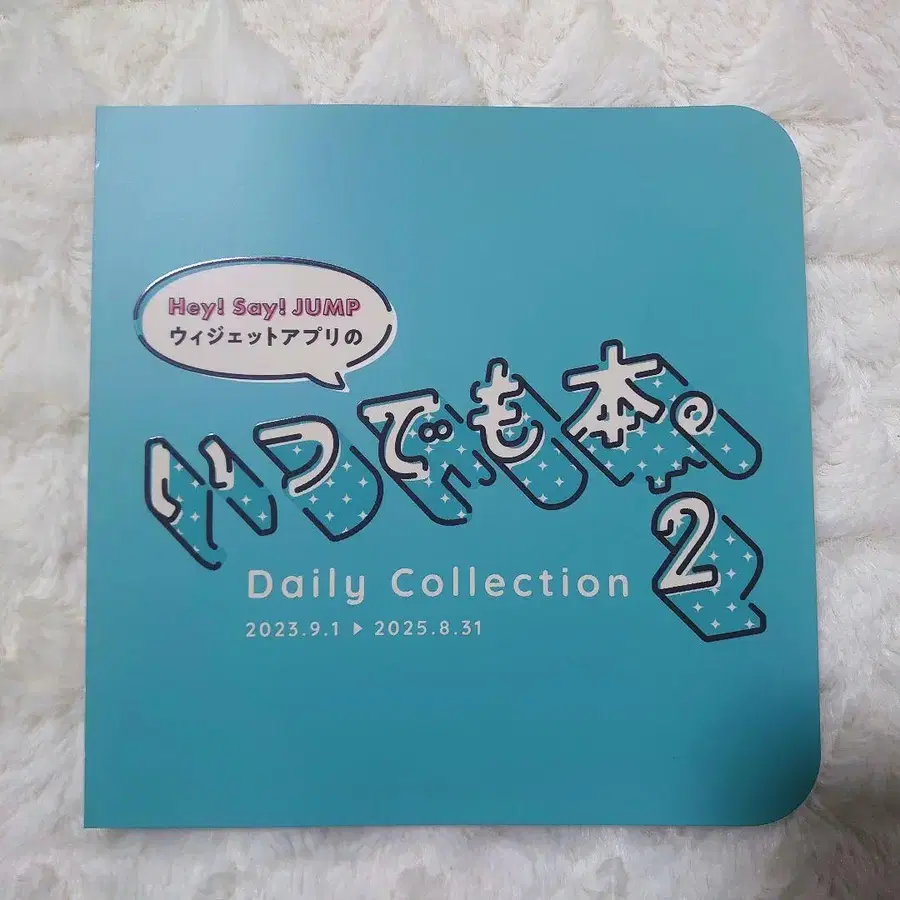 Hey! Say! JUMP
ウィジェットアプリの
いつでも本。
2
Daily Collection
2023.9.1 ▶ 2025.8.31